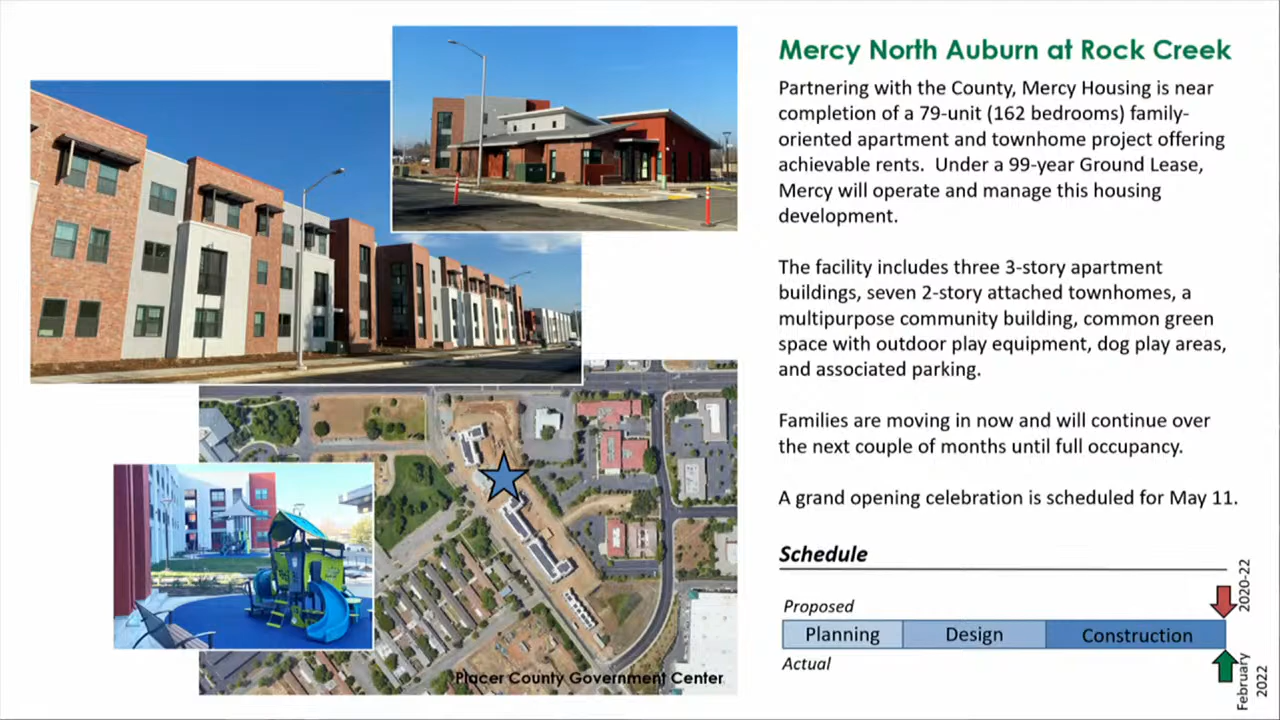 Mercy North Auburn at Rock Creek
Partnering with the County, Mercy Housing is near
completion of a 79-unit (162 bedrooms) family-
oriented apartment and townhome project offering
achievable rents.  Under a 99-year Ground Lease,
Mercy will operate and manage this housing
development.
The facility includes three 3-story apartment
buildings, seven 2-story attached townhomes, a
multipurpose community building, common green
space with outdoor play equipment, dog play areas,
and associated parking.
Families are moving in now and will continue over
the next couple of months until full occupancy.
A grand opening celebration is scheduled for May 11.
Schedule
2020-22
Proposed
Planning
Design
Construction
Actual
February
2022
Placer County Government Center